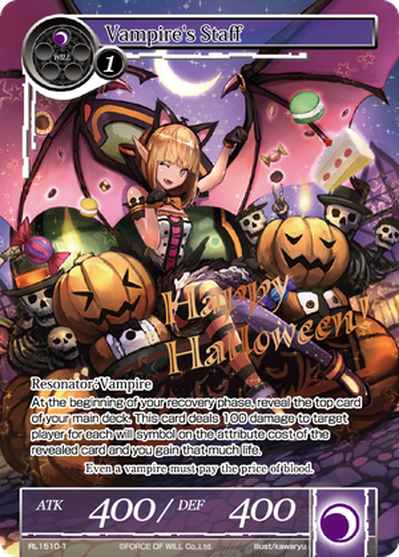 Vampire's Staff
WILL
1
Happy
Halloween!
Resonator:Vampire
At the beginning of your recovery phase, reveal the top card
of your main deck. This card deals 100 damage to target
player for each will symbol on the attribute cost of the
revealed card and you gain that much life.
Even a vampire must pay the price of blood.
ATK 400 / DEF 400
RL1510-1 ©FORCE OF WILL Co.,Ltd. illust/kawaryu